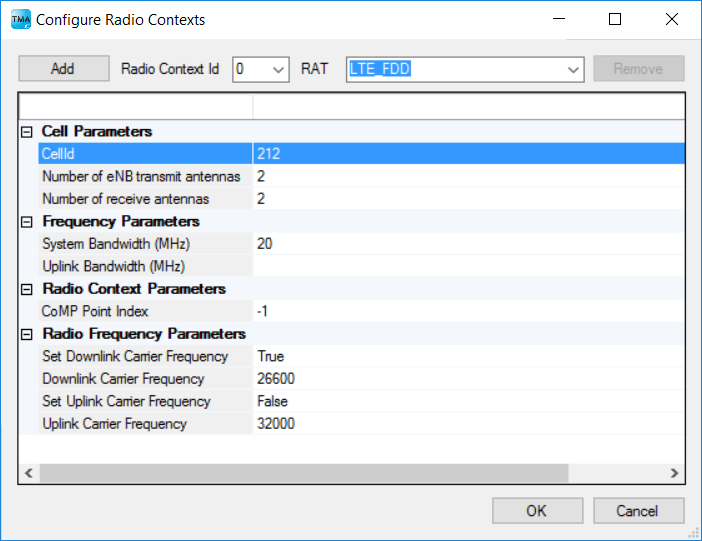 TMA Configure Radio Contexts
Add Radio Context Id 0 RAT LTE_FDD Remove
Cell Parameters
CellId 212
Number of eNB transmit antennas 2
Number of receive antennas 2
Frequency Parameters
System Bandwidth (MHz) 20
Uplink Bandwidth (MHz)
Radio Context Parameters
CoMP Point Index -1
Radio Frequency Parameters
Set Downlink Carrier Frequency True
Downlink Carrier Frequency 26600
Set Uplink Carrier Frequency False
Uplink Carrier Frequency 32000
OK Cancel